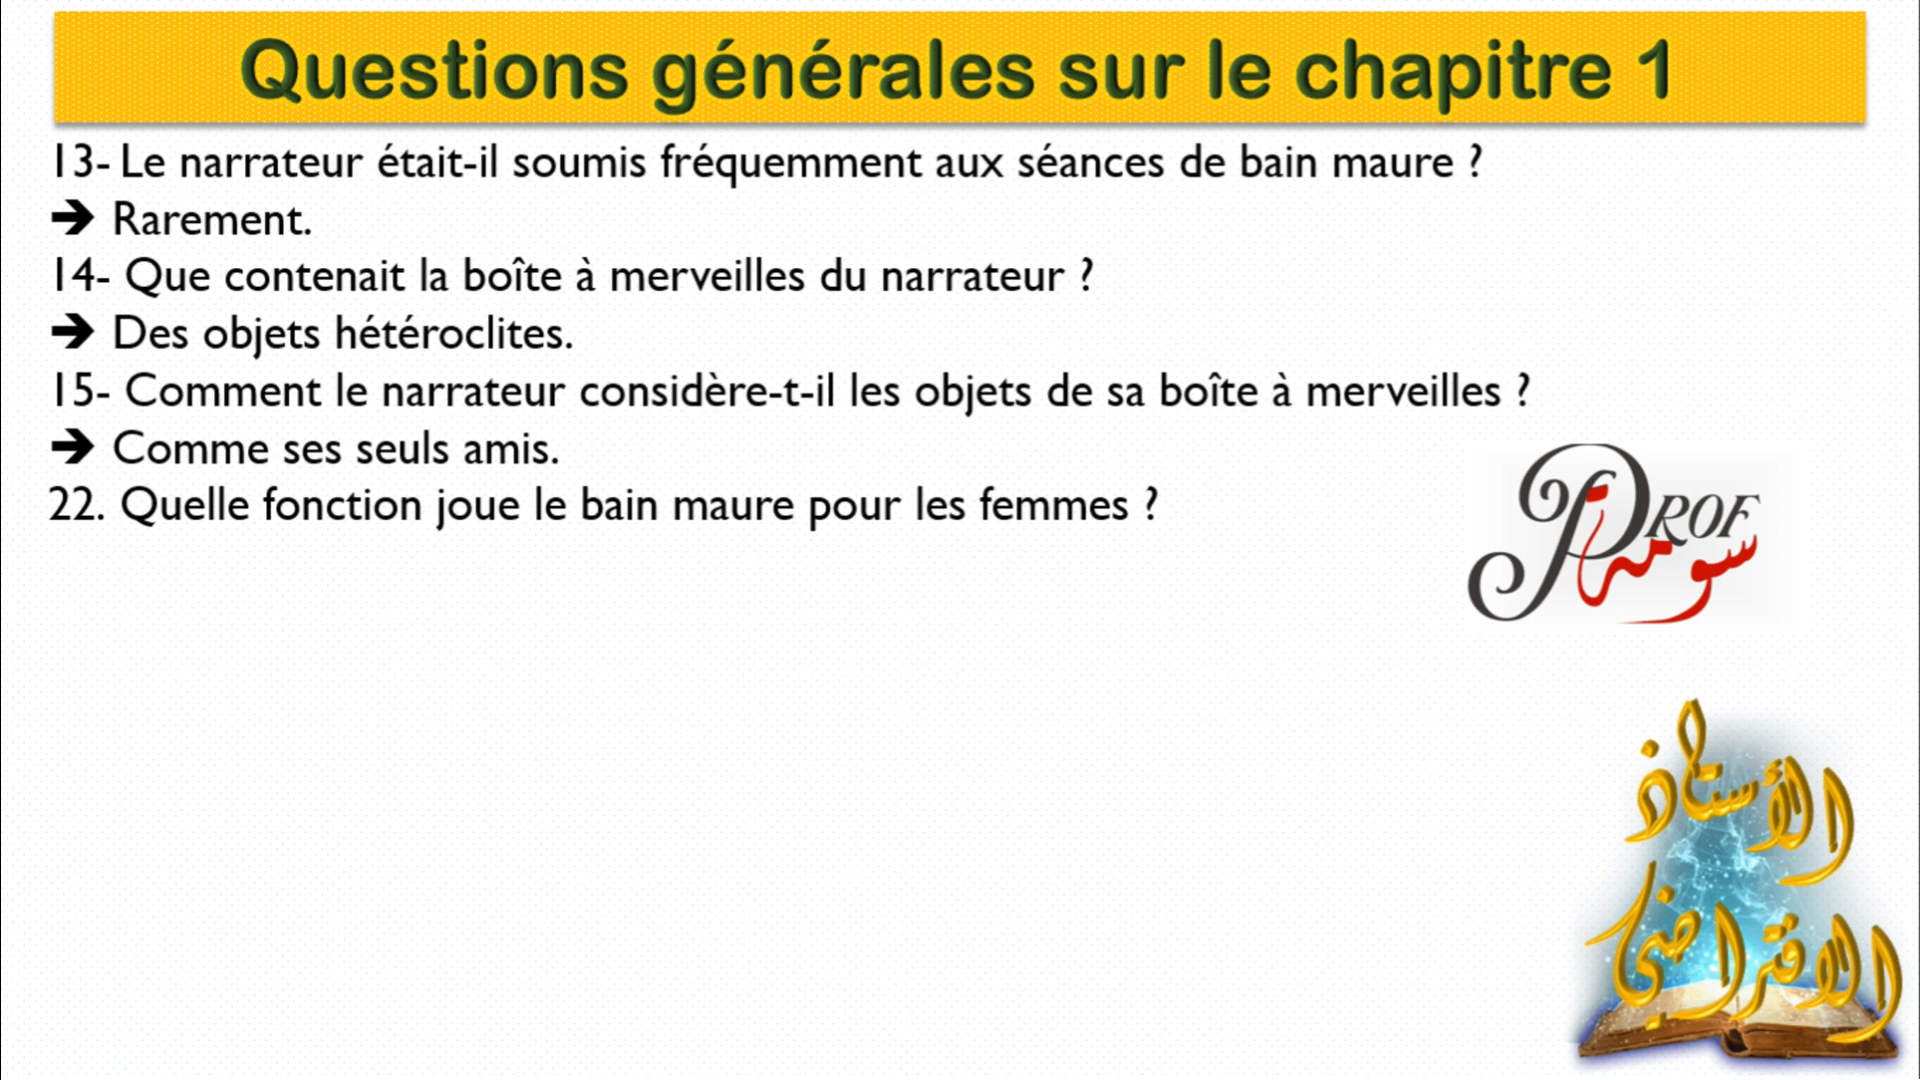 Questions générales sur le chapitre 1
13- Le narrateur était-il soumis fréquemment aux séances de bain maure ?
➔ Rarement.
14- Que contenait la boîte à merveilles du narrateur ?
➔ Des objets hétéroclites.
15- Comment le narrateur considère-t-il les objets de sa boîte à merveilles ?
➔ Comme ses seuls amis.
22. Quelle fonction joue le bain maure pour les femmes ?
PROF
سومية
الأستاذ
الافتراضي